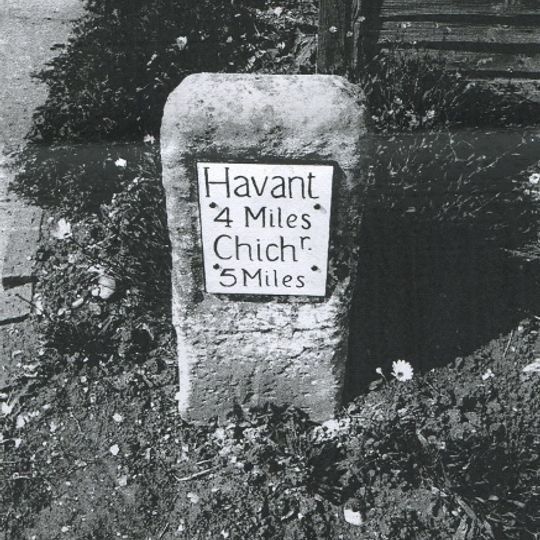 Havant
4 Miles
Chichr.
5 Miles